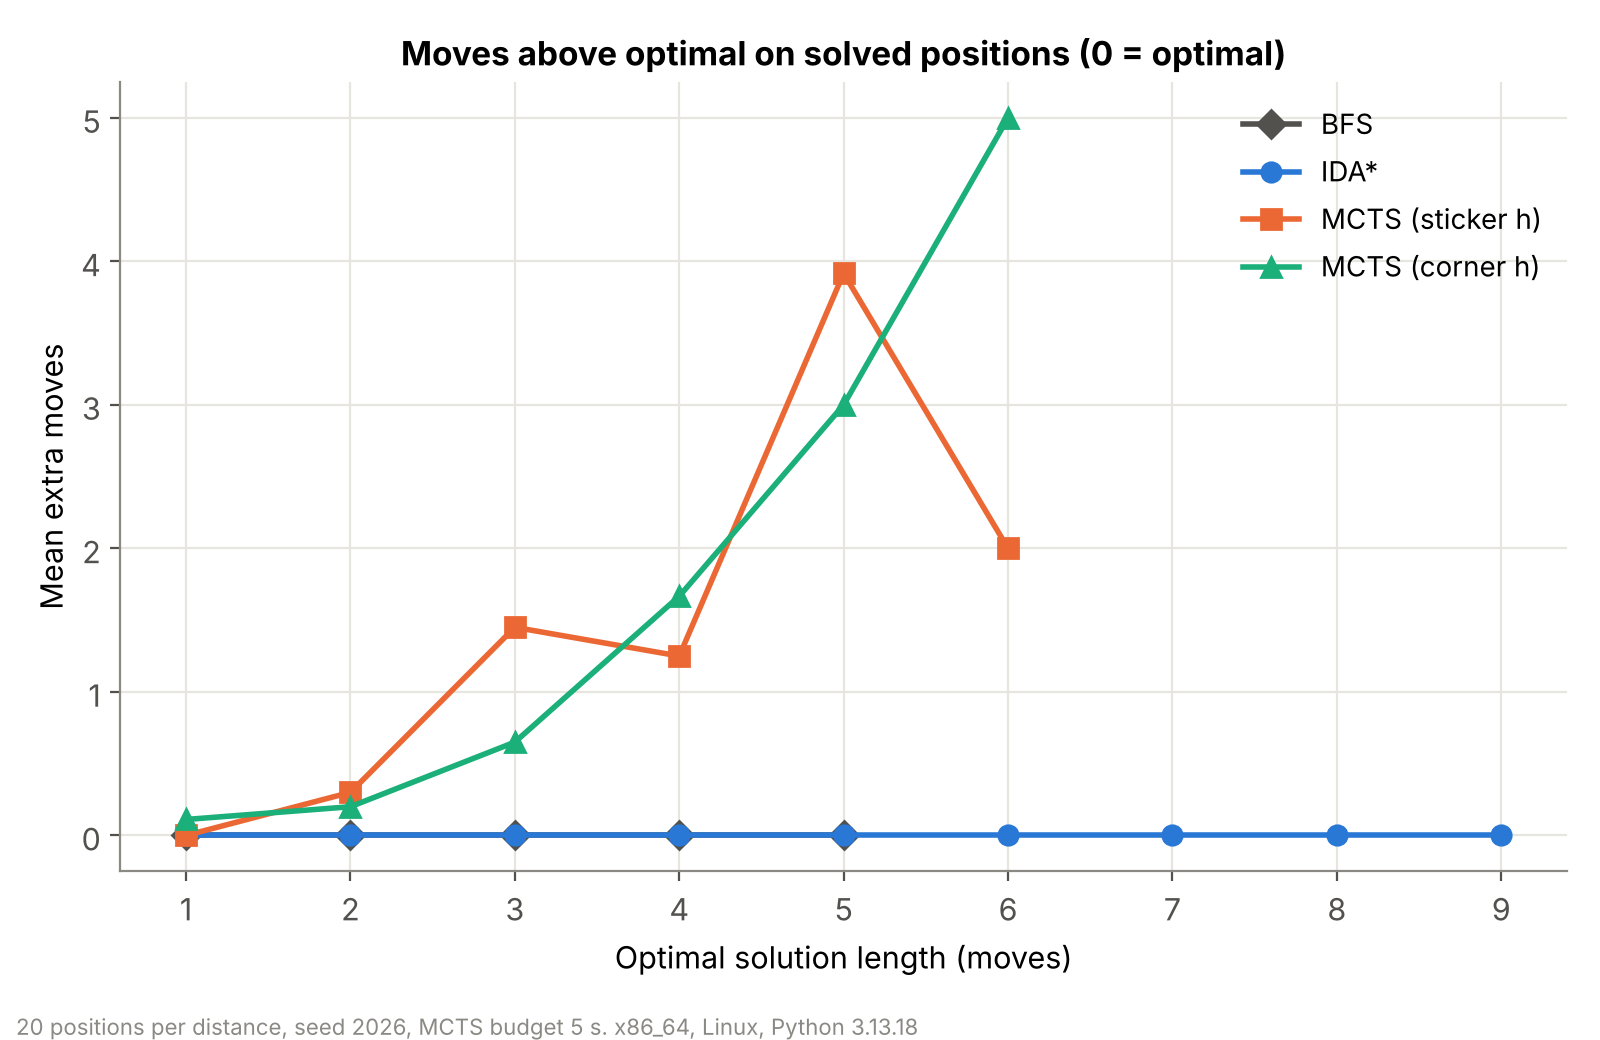 Moves above optimal on solved positions (0 = optimal)
BFS
IDA*
MCTS (sticker h)
MCTS (corner h)
Mean extra moves
5
4
3
2
1
0
1 2 3 4 5 6 7 8 9
Optimal solution length (moves)
20 positions per distance, seed 2026, MCTS budget 5 s. x86_64, Linux, Python 3.13.18